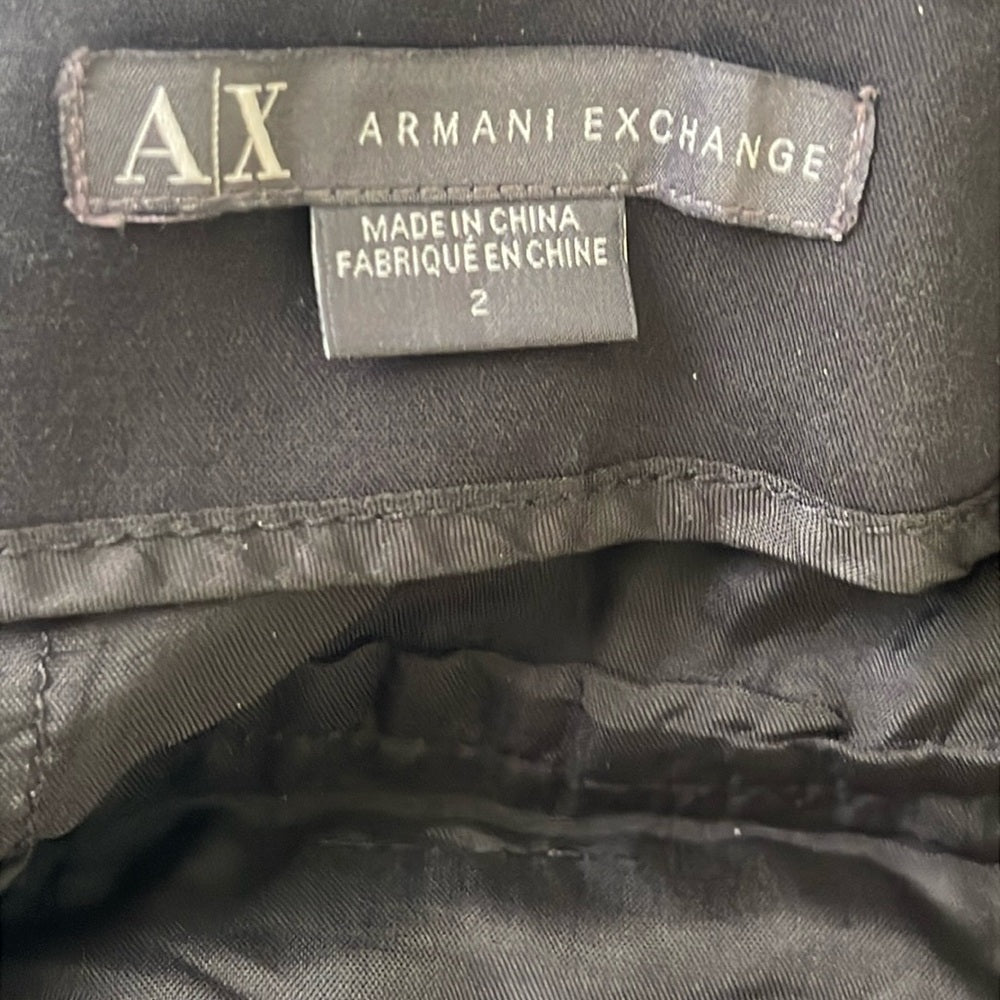 A|X ARMANI EXCHANGE
MADE IN CHINA
FABRIQUÉ EN CHINE
2